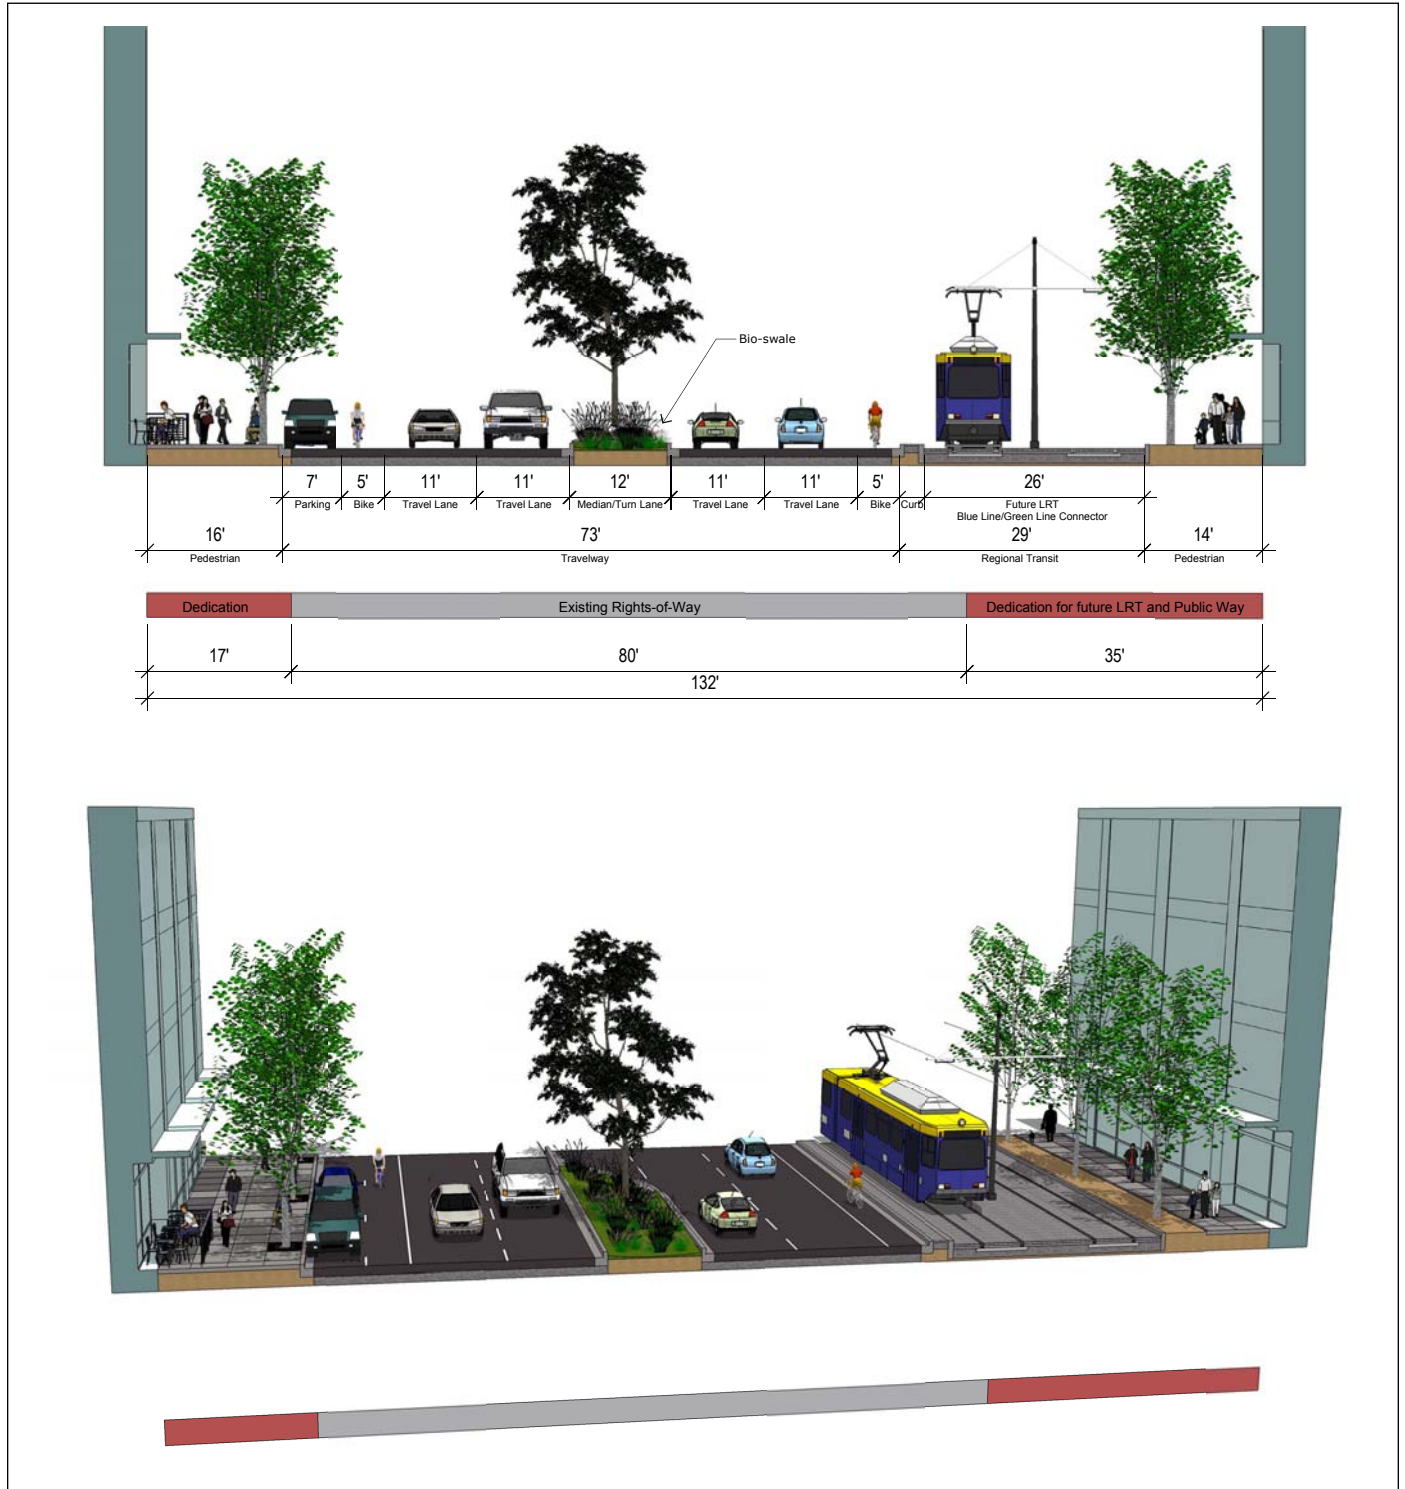 Bio-swale
7' 5' 11' 11' 12' 11' 11' 5' 26'
Parking Bike Travel Lane Travel Lane Median/Turn Lane Travel Lane Travel Lane Bike Curb Future LRT
Blue Line/Green Line Connector
16' 73' 29' 14'
Pedestrian Travelway Regional Transit Pedestrian
Dedication Existing Rights-of-Way Dedication for future LRT and Public Way
17' 80' 35'
132'